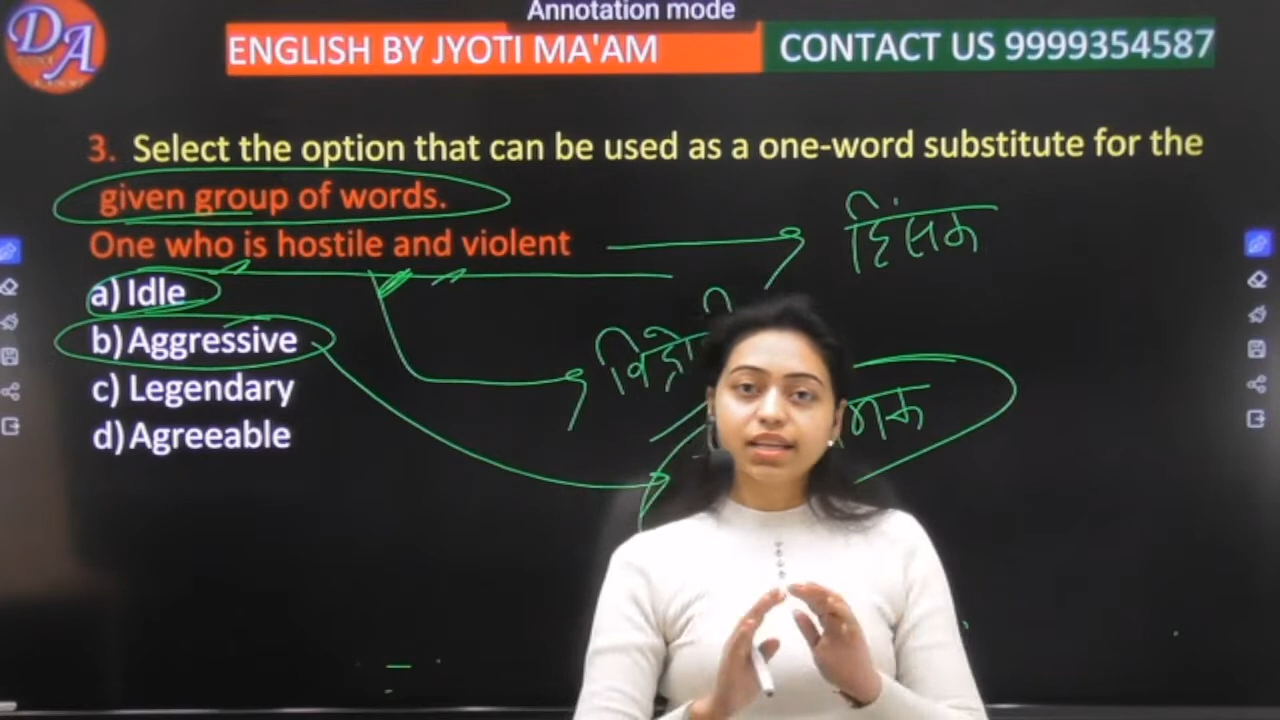 Annotation mode
DA
ENGLISH BY JYOTI MA'AM
CONTACT US 9999354587
3. Select the option that can be used as a one-word substitute for the
given group of words.
One who is hostile and violent
हिंसक
a) Idle
b) Aggressive
c) Legendary
d) Agreeable